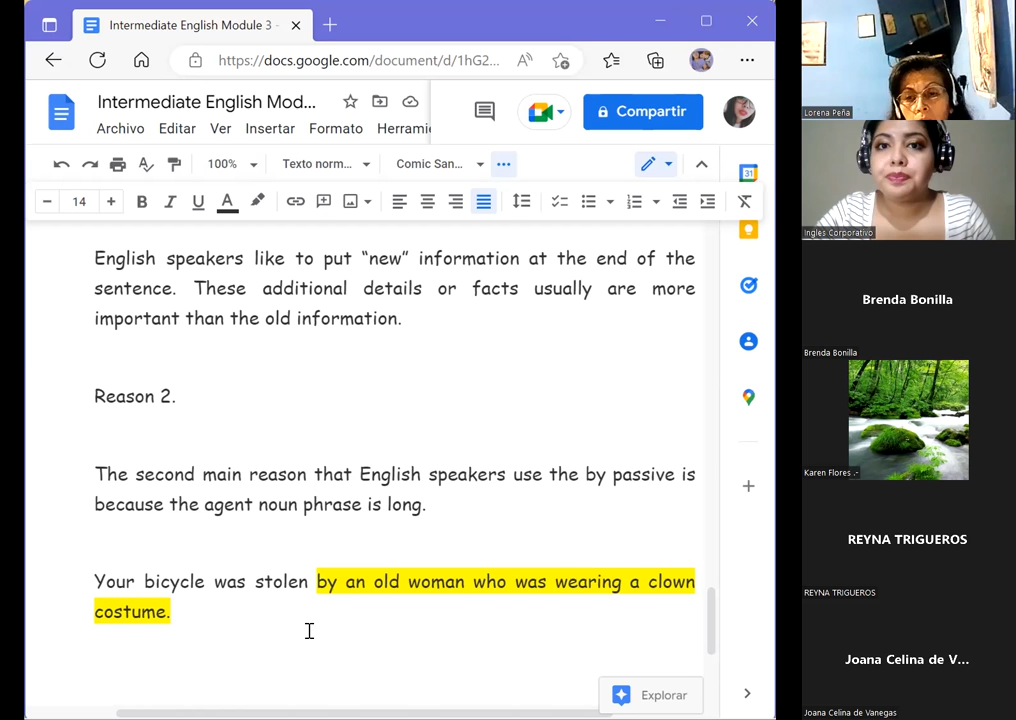 Intermediate English Module 3 -
https://docs.google.com/document/d/1hG2...
Intermediate English Mod...
Archivo Editar Ver Insertar Formato Herrami
Compartir
100% Texto norm... Comic San...
14
31
English speakers like to put “new” information at the end of the
sentence. These additional details or facts usually are more
important than the old information.
Reason 2.
The second main reason that English speakers use the by passive is
because the agent noun phrase is long.
Your bicycle was stolen by an old woman who was wearing a clown
costume.
Explorar
Lorena Peña
Ingles Corporativo
Brenda Bonilla
Brenda Bonilla
Karen Flores .-
REYNA TRIGUEROS
REYNA TRIGUEROS
Joana Celina de V...
Joana Celina de Vanegas